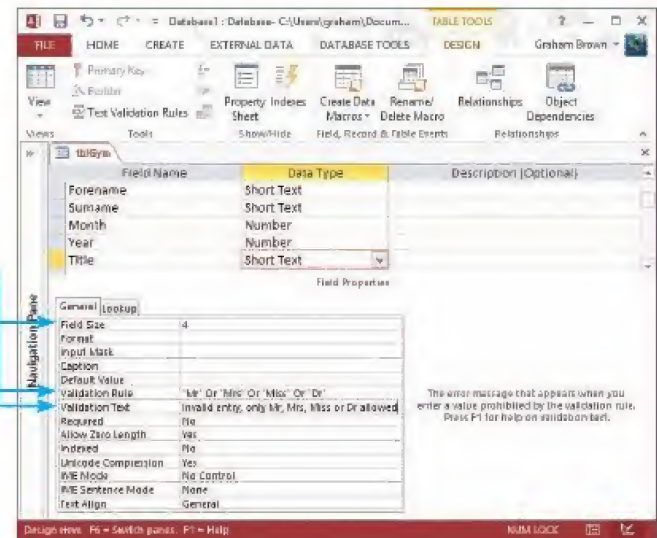 Database1 : Database- C:\Users\graham\Docum...
TABLE TOOLS
?
FILE
HOME
CREATE
EXTERNAL DATA
DATABASE TOOLS
DESIGN
Graham Brown
View
Primary Key
Builder
Test Validation Rules
Property Sheet
Indexes
Create Data Macros
Rename/ Delete Macro
Relationships
Object Dependencies
Views
Tools
Show/Hide
Field, Record & Table Events
Relationships
tblGym
Field Name
Data Type
Description (Optional)
Forename
Short Text
Surname
Short Text
Month
Number
Year
Number
Title
Short Text
Field Properties
Navigation Pane
General
Lookup
Field Size
4
Format
Input Mask
Caption
Default Value
Validation Rule
"Mr" Or "Mrs" Or "Miss" Or "Dr"
Validation Text
Invalid entry, only Mr, Mrs, Miss or Dr allowed
Required
No
Allow Zero Length
Yes
Indexed
No
Unicode Compression
Yes
IME Mode
No Control
IME Sentence Mode
None
Text Align
General
The error message that appears when you
enter a value prohibited by the validation rule.
Press F1 for help on validation text.
Design view. F6 = Switch panes. F1 = Help.
NUM LOCK